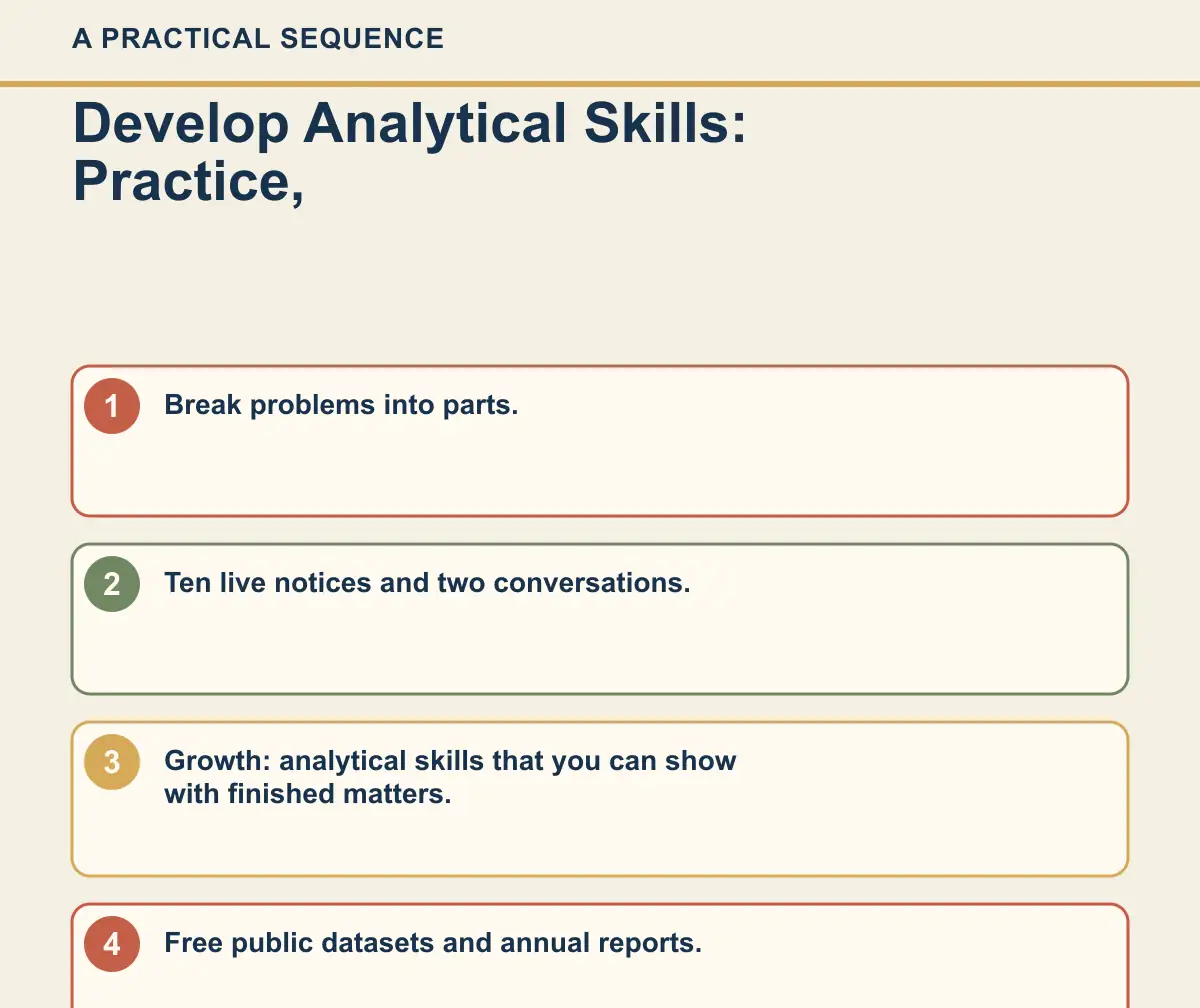 A PRACTICAL SEQUENCE
Develop Analytical Skills:
Practice,
1
Break problems into parts.
2
Ten live notices and two conversations.
3
Growth: analytical skills that you can show
with finished matters.
4
Free public datasets and annual reports.